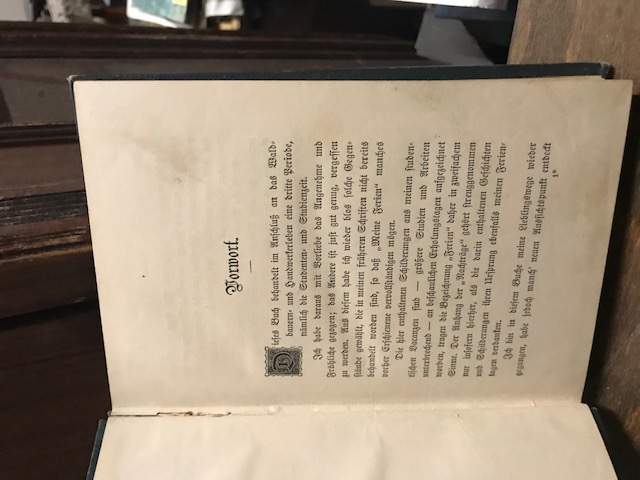 Vorwort.
Dieses Buch behandelt im Anschluß an das Wald-
bauern- und Handwerkerleben eine dritte Periode,
nämlich die Studenten- und Studienzeit.
Ich habe daraus mit Vorliebe das Angenehme und
Fröhliche gezogen; das Andere ist just gut genug, vergessen
zu werden. Aus diesem habe ich wieder blos solche Gegen-
stände gewählt, die in meinen früheren Schriften nicht bereits
behandelt worden sind, so daß „Meine Ferien“ manches
vorher Erschienene vervollständigen mögen.
Die hier enthaltenen Schilderungen aus meinen studen-
tischen Vacanzen sind — größere Studien und Arbeiten
unterbrechend — an beschaulichen Erholungstagen aufgezeichnet
worden, tragen die Bezeichnung „Ferien“ daher in zweifachem
Sinne. Der Anhang der „Nachträge“ gehört strenggenommen
nur insofern hierher, als die darin enthaltenen Geschichten
und Schilderungen ihren Ursprung ebenfalls meinen Ferien-
tagen verdanken.
Ich bin in diesem Buche meine Lieblingswege wieder
gegangen, habe jedoch manch' neuen Aussichtspunkt entdeckt
1*